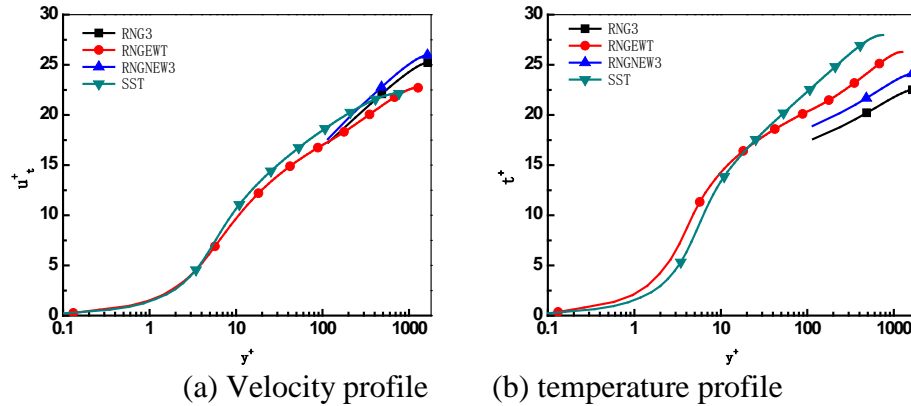 30
25
20
15
10
5
0
u⁺ₜ
RNG3
RNGEWT
RNGNEW3
SST
0.1 1 10 100 1000
y⁺
30
25
20
15
10
5
0
t⁺
RNG3
RNGEWT
RNGNEW3
SST
0.1 1 10 100 1000
y⁺
(a) Velocity profile (b) temperature profile